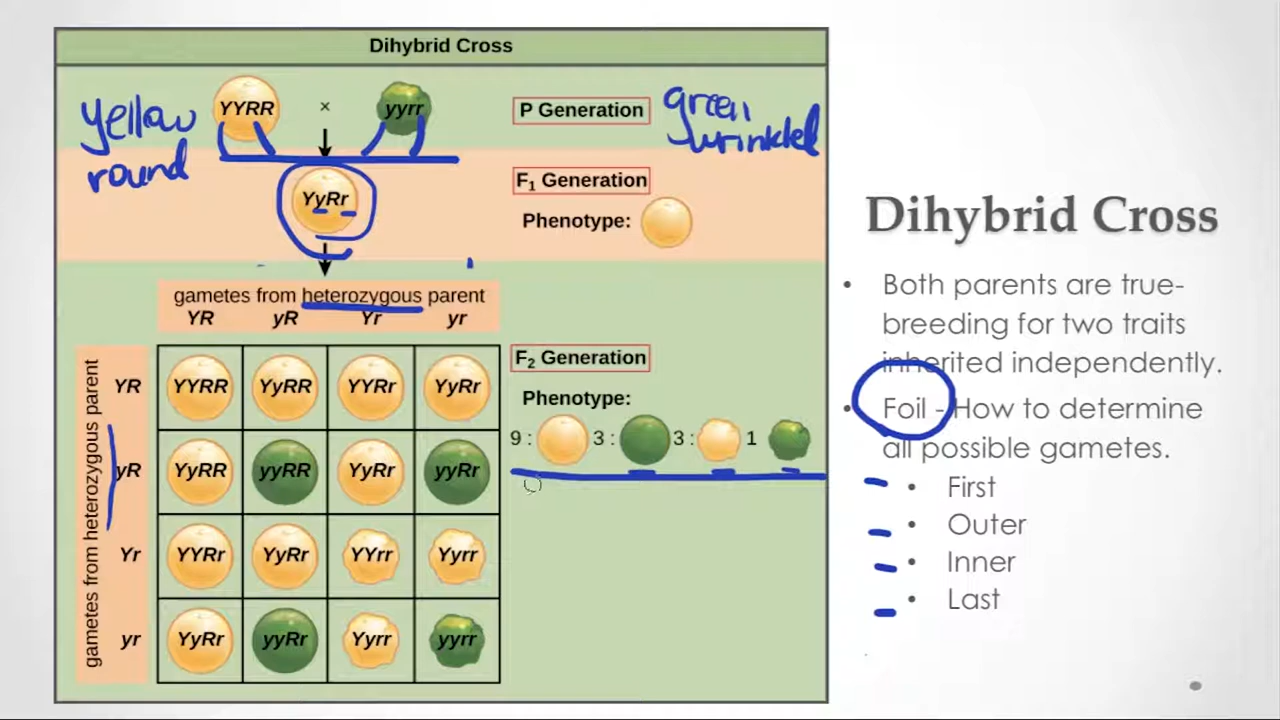 Dihybrid Cross
YYRR × yyrr P Generation
yellow round
green wrinkled
YyRr
F1 Generation
Phenotype:
gametes from heterozygous parent
YR yR Yr yr
gametes from heterozygous parent
YR YYRR YyRR YYRr YyRr
yR YyRR yyRR YyRr yyRr
Yr YYRr YyRr YYrr Yyrr
yr YyRr yyRr Yyrr yyrr
F2 Generation
Phenotype:
9 : 3 : 3 : 1
Dihybrid Cross
• Both parents are true-
breeding for two traits
inherited independently.
• Foil - How to determine
all possible gametes.
• First
• Outer
• Inner
• Last